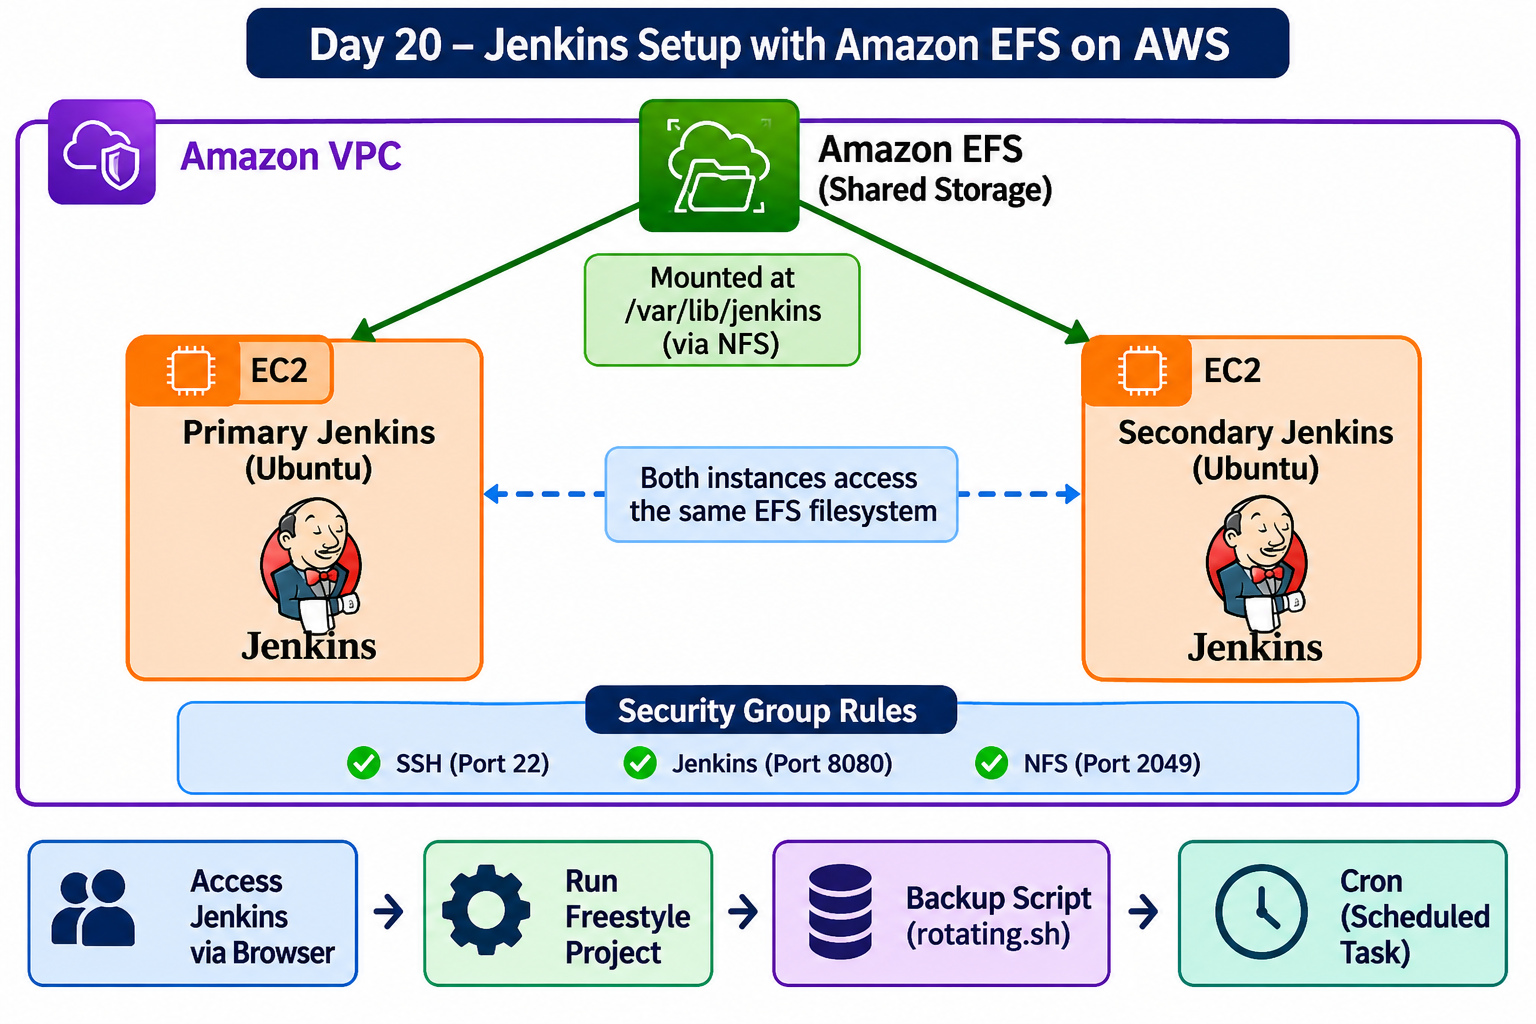 Day 20 – Jenkins Setup with Amazon EFS on AWS
Amazon VPC
Amazon EFS
(Shared Storage)
Mounted at
/var/lib/jenkins
(via NFS)
EC2
Primary Jenkins
(Ubuntu)
Jenkins
Both instances access
the same EFS filesystem
EC2
Secondary Jenkins
(Ubuntu)
Jenkins
Security Group Rules
SSH (Port 22)
Jenkins (Port 8080)
NFS (Port 2049)
Access
Jenkins
via Browser
Run
Freestyle
Project
Backup Script
(rotating.sh)
Cron
(Scheduled
Task)